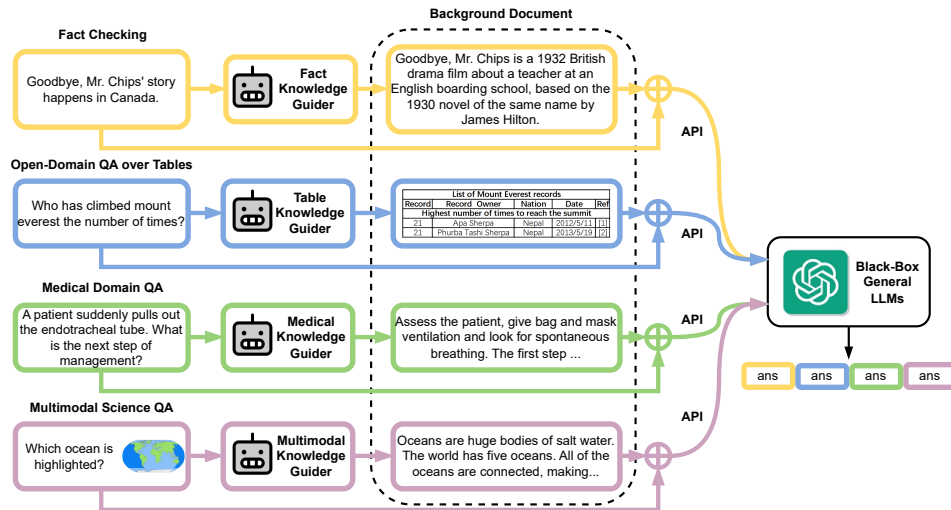 Background Document
Fact Checking
Goodbye, Mr. Chips' story
happens in Canada.
Fact
Knowledge
Guider
Goodbye, Mr. Chips is a 1932 British
drama film about a teacher at an
English boarding school, based on the
1930 novel of the same name by
James Hilton.
API
Open-Domain QA over Tables
Who has climbed mount
everest the number of times?
Table
Knowledge
Guider
List of Mount Everest records
Record Record Owner Nation Date Ref
Highest number of times to reach the summit
21 Apa Sherpa Nepal 2012/5/11 [1]
21 Phurba Tashi Sherpa Nepal 2013/5/19 [2]
API
Medical Domain QA
A patient suddenly pulls out
the endotracheal tube. What
is the next step of
management?
Medical
Knowledge
Guider
Assess the patient, give bag and mask
ventilation and look for spontaneous
breathing. The first step ...
API
Multimodal Science QA
Which ocean is
highlighted?
Multimodal
Knowledge
Guider
Oceans are huge bodies of salt water.
The world has five oceans. All of the
oceans are connected, making...
API
Black-Box
General
LLMs
ans ans ans ans